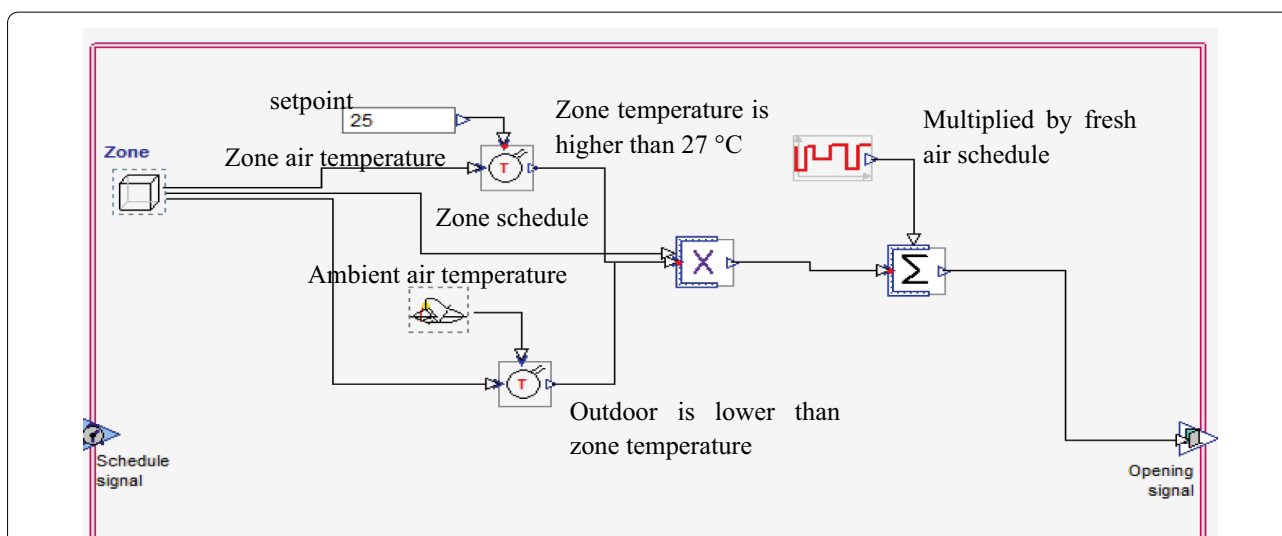 setpoint
25
Zone temperature is
higher than 27 °C
Multiplied by fresh
air schedule
Zone
Zone air temperature
T
Zone schedule
X
Σ
Ambient air temperature
T
Outdoor is lower than
zone temperature
Schedule
signal
Opening
signal